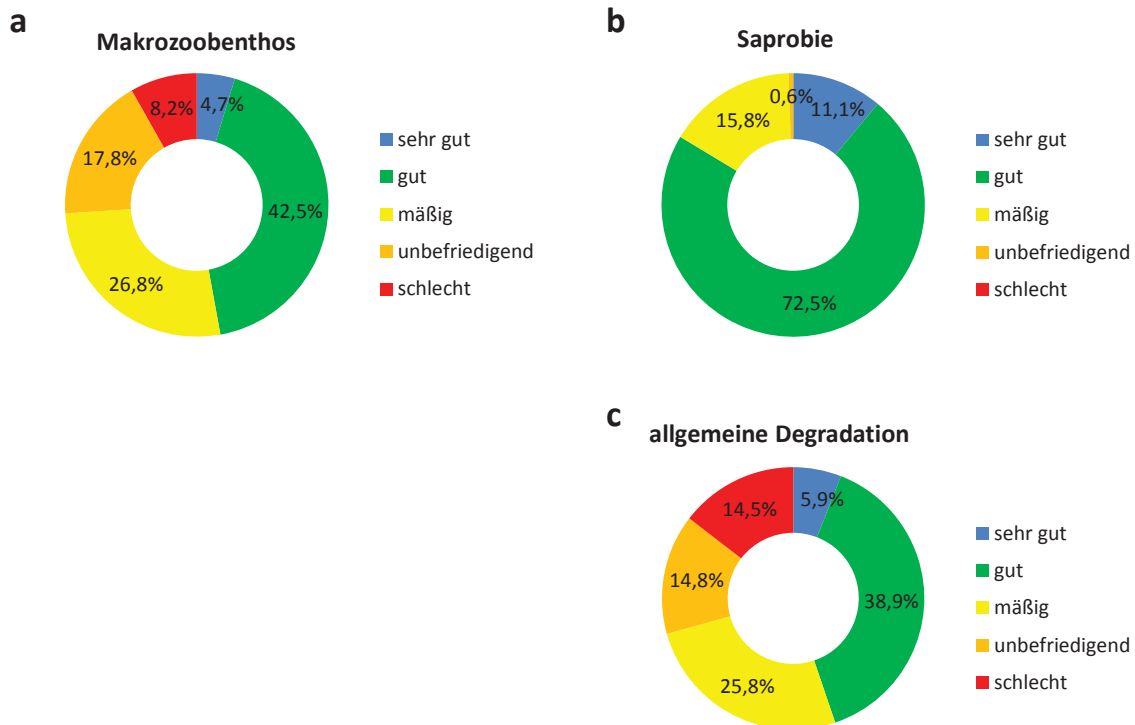 a
Makrozoobenthos
4,7%
42,5%
26,8%
17,8%
8,2%
sehr gut
gut
mäßig
unbefriedigend
schlecht
b
Saprobie
11,1%
72,5%
15,8%
0,6%
sehr gut
gut
mäßig
unbefriedigend
schlecht
c
allgemeine Degradation
5,9%
38,9%
25,8%
14,8%
14,5%
sehr gut
gut
mäßig
unbefriedigend
schlecht